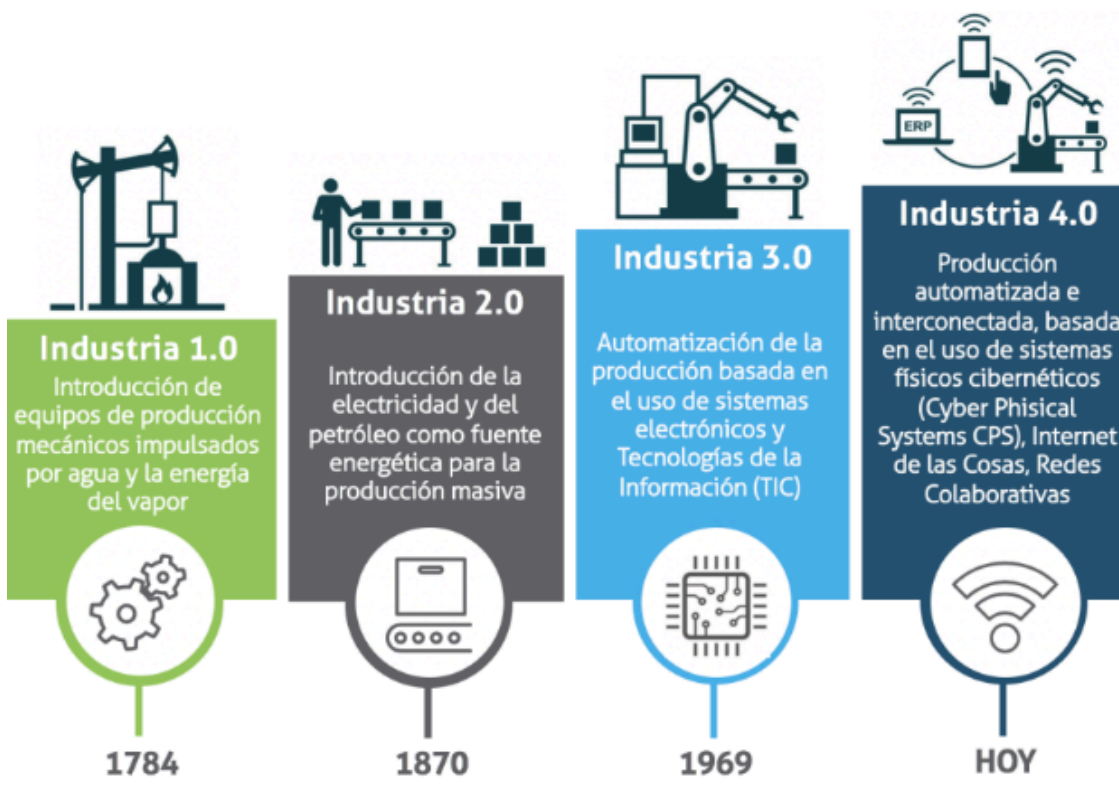 ERP
Industria 1.0
Introducción de
equipos de producción
mecánicos impulsados
por agua y la energía
del vapor
1784
Industria 2.0
Introducción de la
electricidad y del
petróleo como fuente
energética para la
producción masiva
1870
Industria 3.0
Automatización de la
producción basada en
el uso de sistemas
electrónicos y
Tecnologías de la
Información (TIC)
1969
Industria 4.0
Producción
automatizada e
interconectada, basada
en el uso de sistemas
físicos cibernéticos
(Cyber Phisical
Systems CPS), Internet
de las Cosas, Redes
Colaborativas
HOY